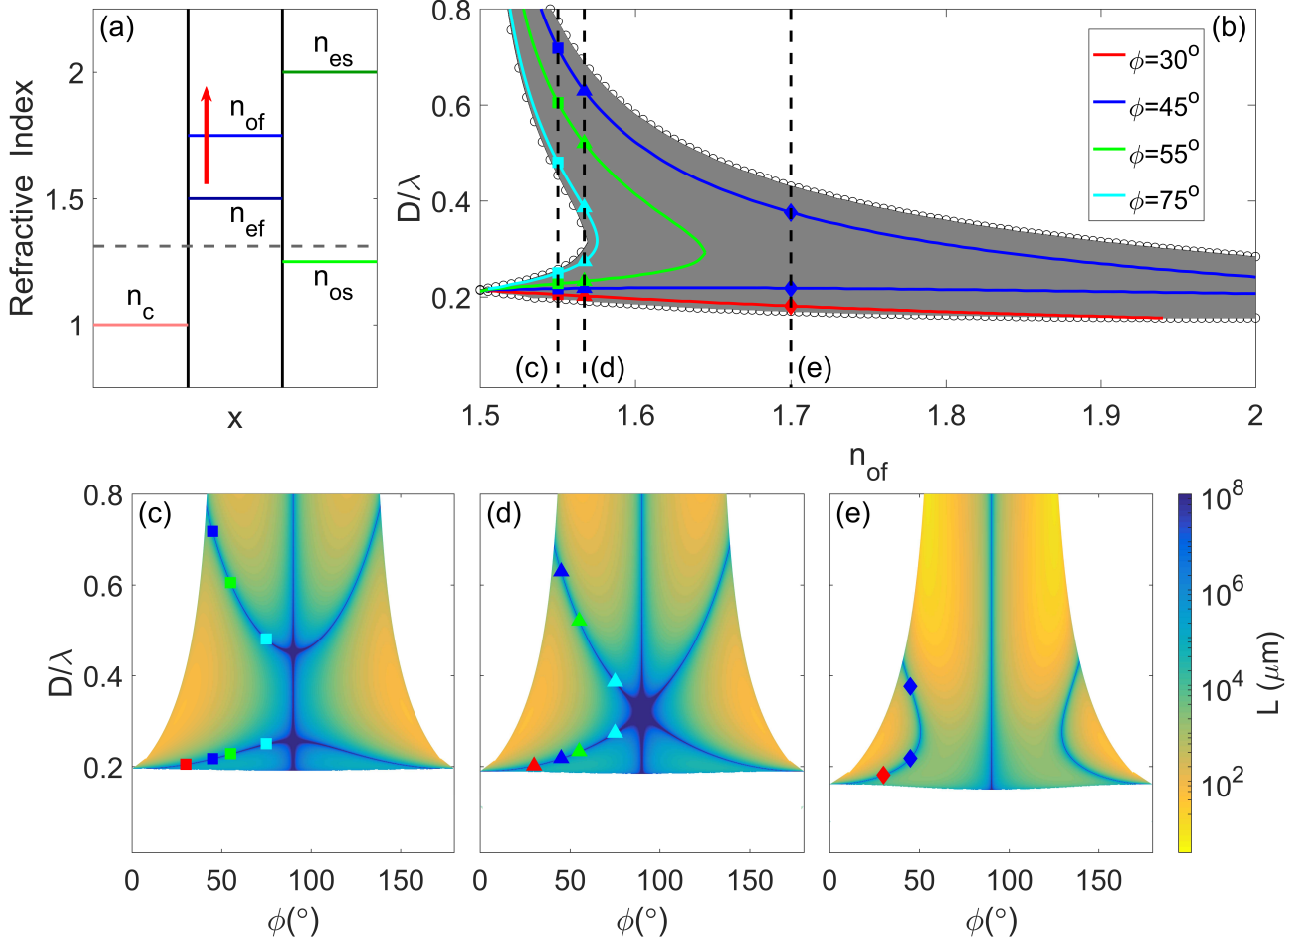 (a)
Refractive Index
2
1.5
1
n_es
n_of
n_ef
n_os
n_c
x
(b)
D/λ
0.8
0.6
0.4
0.2
ϕ=30°
ϕ=45°
ϕ=55°
ϕ=75°
(c)
(d)
(e)
1.5
1.6
1.7
1.8
1.9
2
n_of
(c)
D/λ
0.8
0.6
0.4
0.2
0
50
100
150
ϕ(°)
(d)
0
50
100
150
ϕ(°)
(e)
0
50
100
150
ϕ(°)
10^8
10^6
10^4
10^2
L (μm)